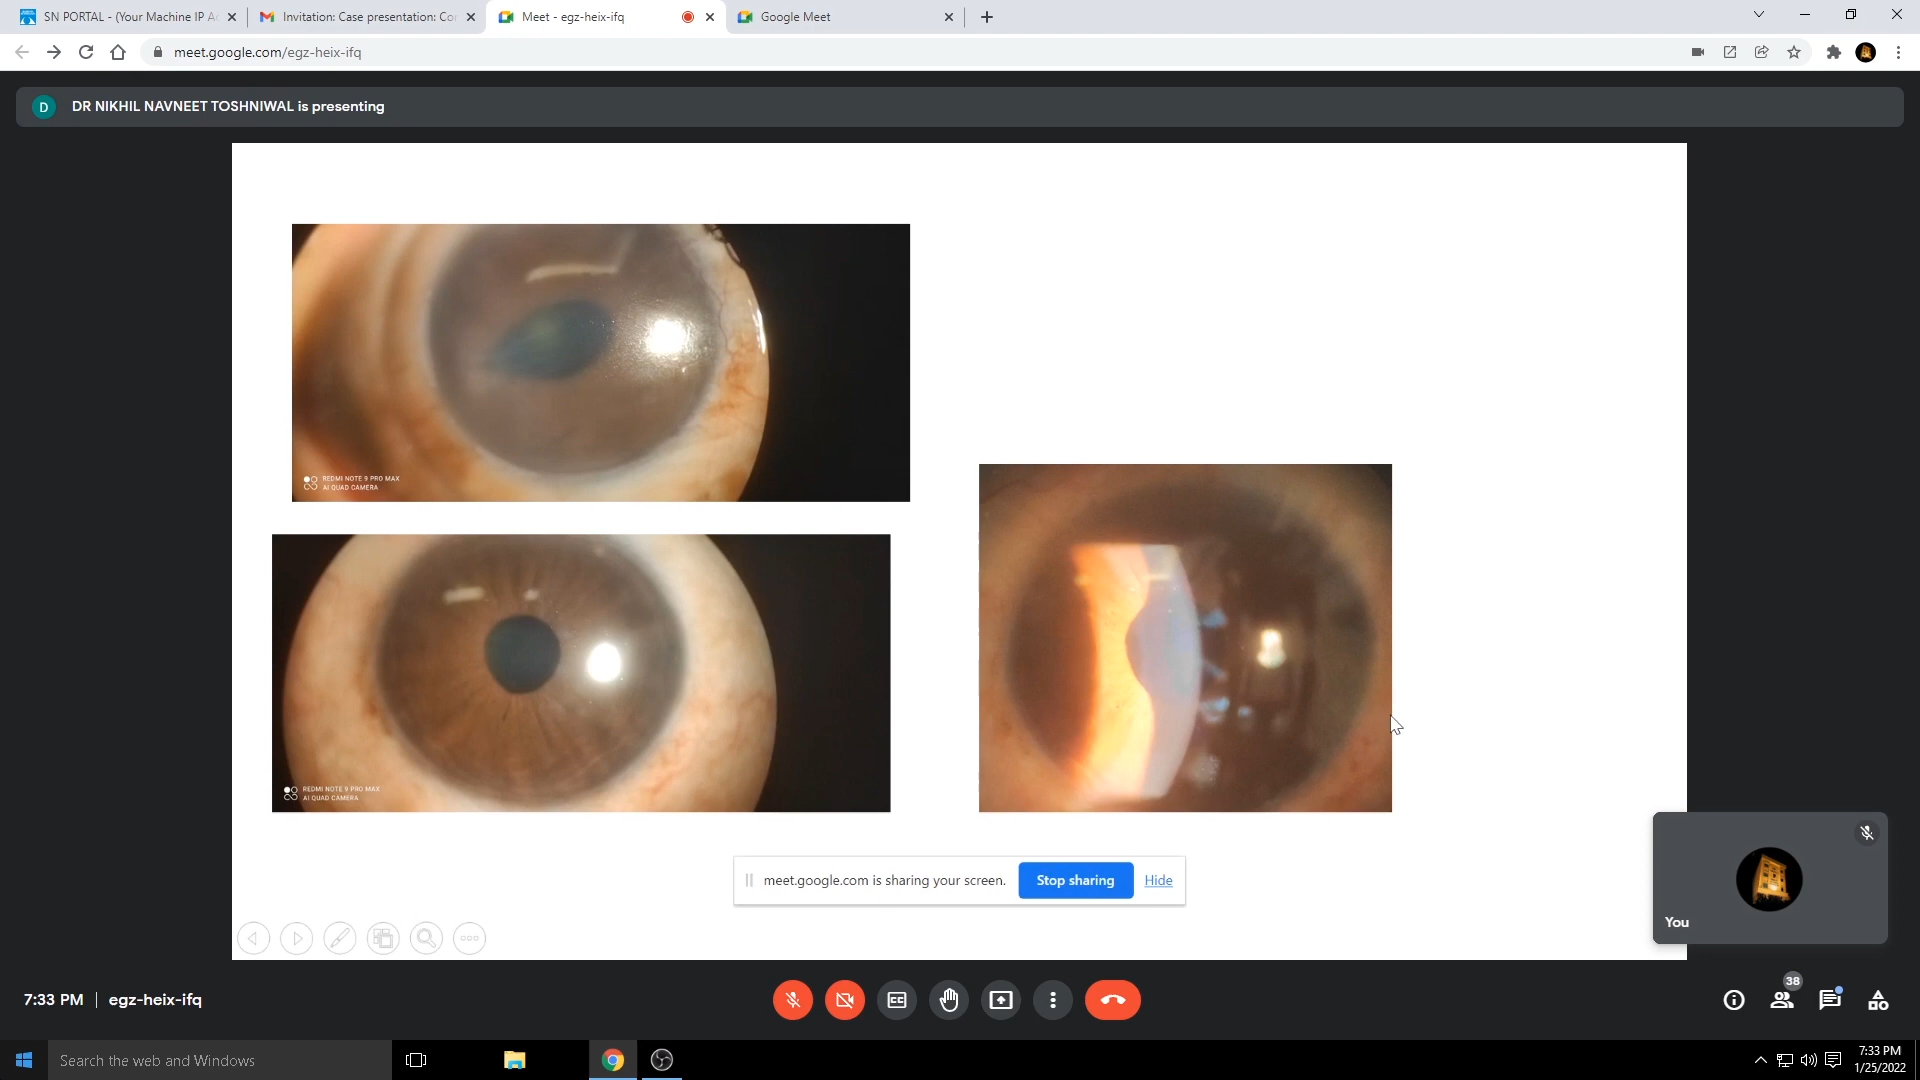 SN PORTAL - (Your Machine IP A
Invitation: Case presentation: Co
Meet - egz-heix-ifq
Google Meet
meet.google.com/egz-heix-ifq
D
DR NIKHIL NAVNEET TOSHNIWAL is presenting
REDMI NOTE 9 PRO MAX
AI QUAD CAMERA
REDMI NOTE 9 PRO MAX
AI QUAD CAMERA
meet.google.com is sharing your screen.
Stop sharing
Hide
You
7:33 PM | egz-heix-ifq
CC
38
Search the web and Windows
7:33 PM
1/25/2022